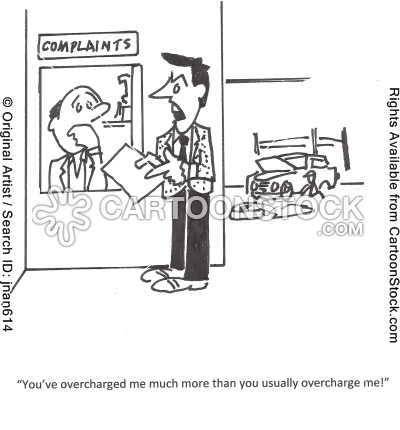 COMPLAINTS
© Original Artist / Search ID: jnan614
Rights Available from CartoonStock.com
CARTOONSTOCK
.COM
“You’ve overcharged me much more than you usually overcharge me!”